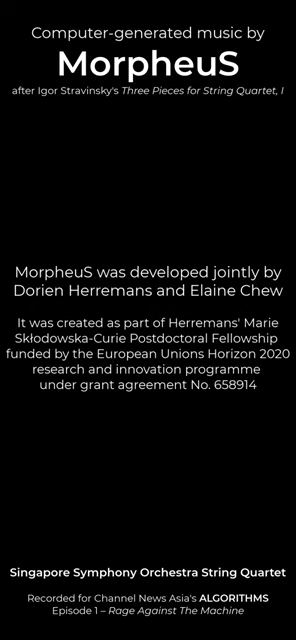 Computer-generated music by
MorpheuS
after Igor Stravinsky's Three Pieces for String Quartet, I
MorpheuS was developed jointly by
Dorien Herremans and Elaine Chew
It was created as part of Herremans' Marie
Skłodowska-Curie Postdoctoral Fellowship
funded by the European Unions Horizon 2020
research and innovation programme
under grant agreement No. 658914
Singapore Symphony Orchestra String Quartet
Recorded for Channel News Asia's ALGORITHMS
Episode 1 – Rage Against The Machine